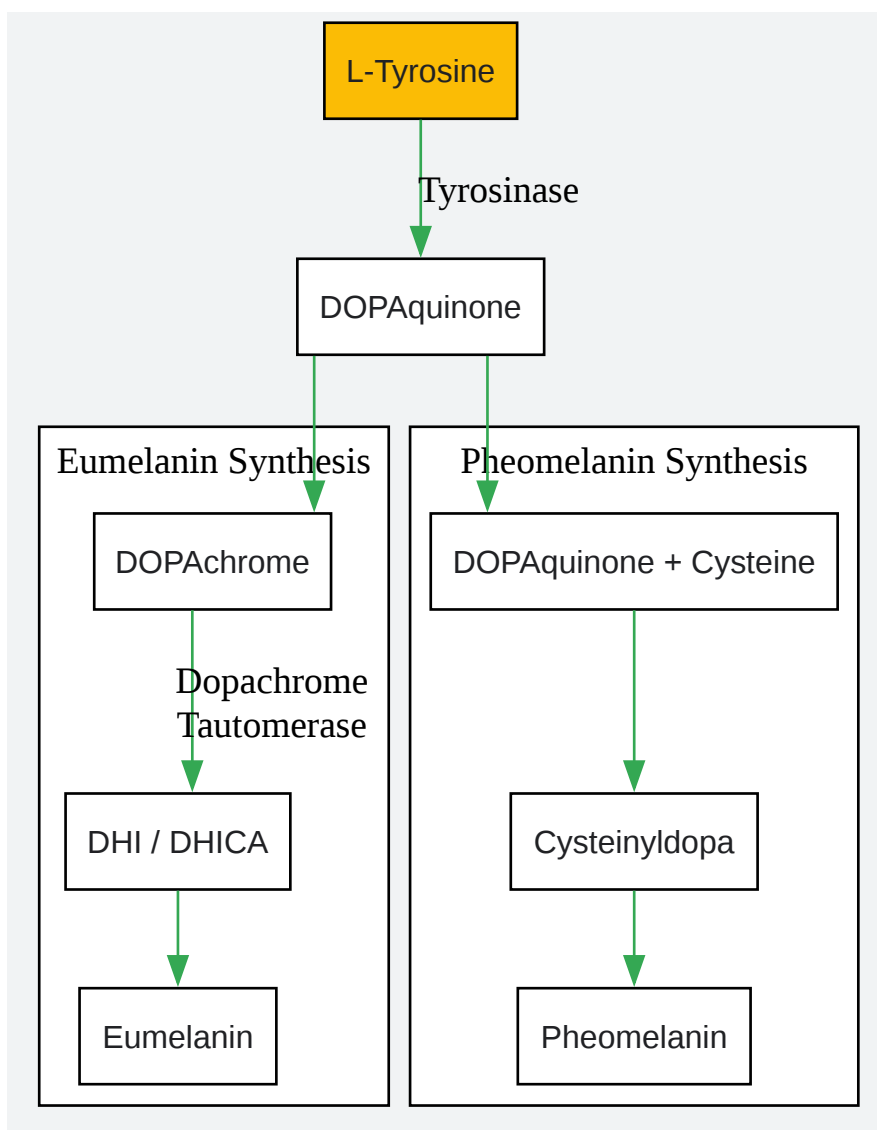 L-Tyrosine
Tyrosinase
DOPAquinone
Eumelanin Synthesis
DOPAchrome
Dopachrome
Tautomerase
DHI / DHICA
Eumelanin
Pheomelanin Synthesis
DOPAquinone + Cysteine
Cysteinyldopa
Pheomelanin